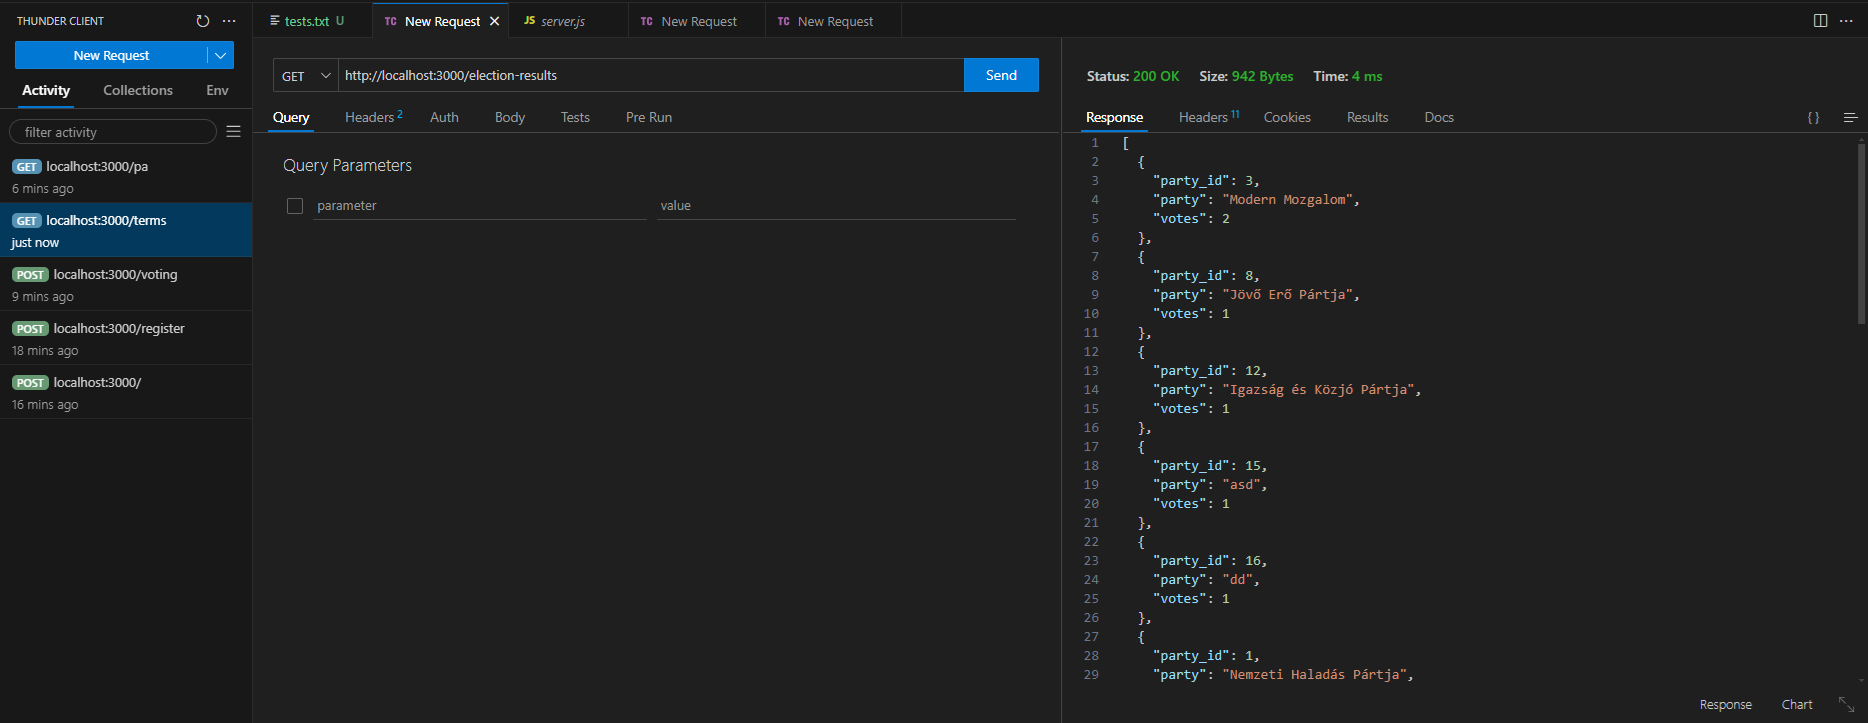 THUNDER CLIENT
New Request
Activity Collections Env
filter activity
GET localhost:3000/pa
6 mins ago
GET localhost:3000/terms
just now
POST localhost:3000/voting
9 mins ago
POST localhost:3000/register
18 mins ago
POST localhost:3000/
16 mins ago
tests.txt U
TC New Request
JS server.js
TC New Request
TC New Request
GET http://localhost:3000/election-results Send
Query Headers 2 Auth Body Tests Pre Run
Query Parameters
parameter value
Status: 200 OK Size: 942 Bytes Time: 4 ms
Response Headers 11 Cookies Results Docs { }
1 [
2 {
3 "party_id": 3,
4 "party": "Modern Mozgalom",
5 "votes": 2
6 },
7 {
8 "party_id": 8,
9 "party": "Jövő Erő Pártja",
10 "votes": 1
11 },
12 {
13 "party_id": 12,
14 "party": "Igazság és Közjó Pártja",
15 "votes": 1
16 },
17 {
18 "party_id": 15,
19 "party": "asd",
20 "votes": 1
21 },
22 {
23 "party_id": 16,
24 "party": "dd",
25 "votes": 1
26 },
27 {
28 "party_id": 1,
29 "party": "Nemzeti Haladás Pártja",
Response Chart